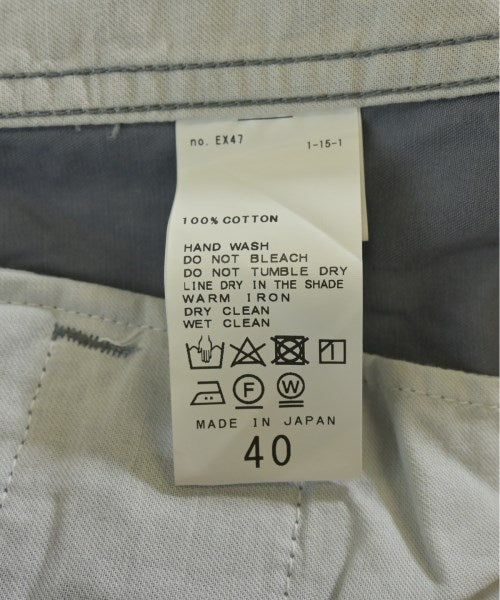 no. EX47 1-15-1
100% COTTON
HAND WASH
DO NOT BLEACH
DO NOT TUMBLE DRY
LINE DRY IN THE SHADE
WARM IRON
DRY CLEAN
WET CLEAN
F W
MADE IN JAPAN
40